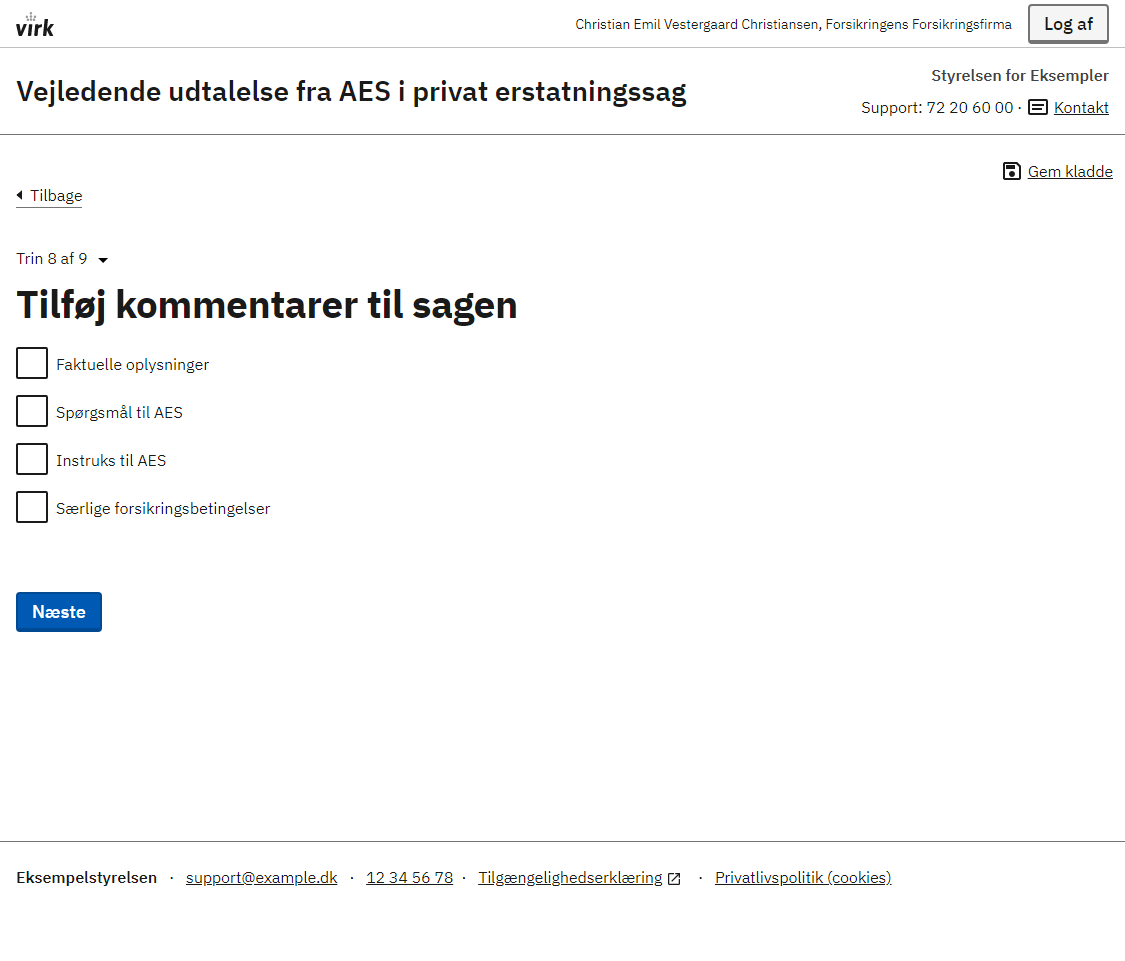 virk
Christian Emil Vestergaard Christiansen, Forsikringens Forsikringsfirma
Log af
Vejledende udtalelse fra AES i privat erstatningssag
Styrelsen for Eksempler
Support: 72 20 60 00 · Kontakt
Gem kladde
Tilbage
Trin 8 af 9
Tilføj kommentarer til sagen
Faktuelle oplysninger
Spørgsmål til AES
Instruks til AES
Særlige forsikringsbetingelser
Næste
Eksempelstyrelsen · support@example.dk · 12 34 56 78 · Tilgængelighedserklæring · Privatlivspolitik (cookies)